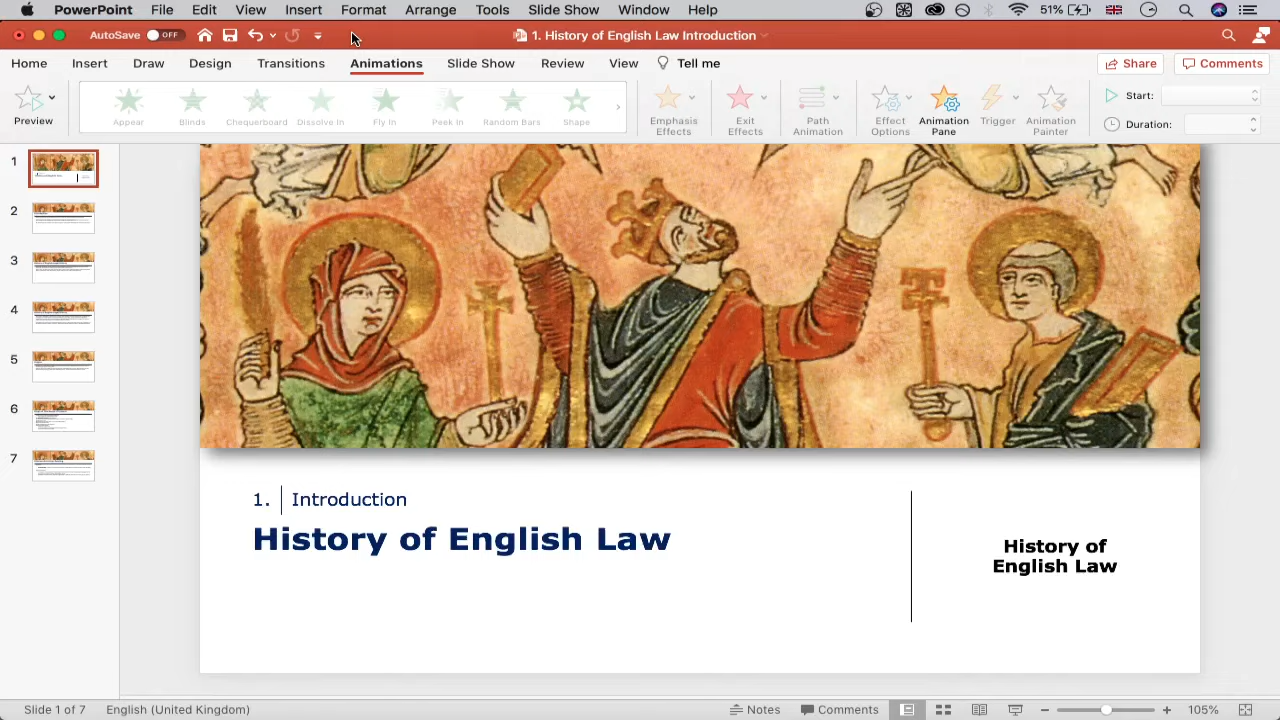 PowerPoint File Edit View Insert Format Arrange Tools Slide Show Window Help 51%
AutoSave OFF 1. History of English Law Introduction
Home Insert Draw Design Transitions Animations Slide Show Review View Tell me Share Comments
Preview
Appear Blinds Chequerboard Dissolve In Fly In Peek In Random Bars Shape
Emphasis Effects
Exit Effects
Path Animation
Effect Options
Animation Pane
Trigger
Animation Painter
Start:
Duration:
1
2
3
4
5
6
7
1. Introduction
History of English Law
History of
English Law
Slide 1 of 7 English (United Kingdom) Notes Comments 105%